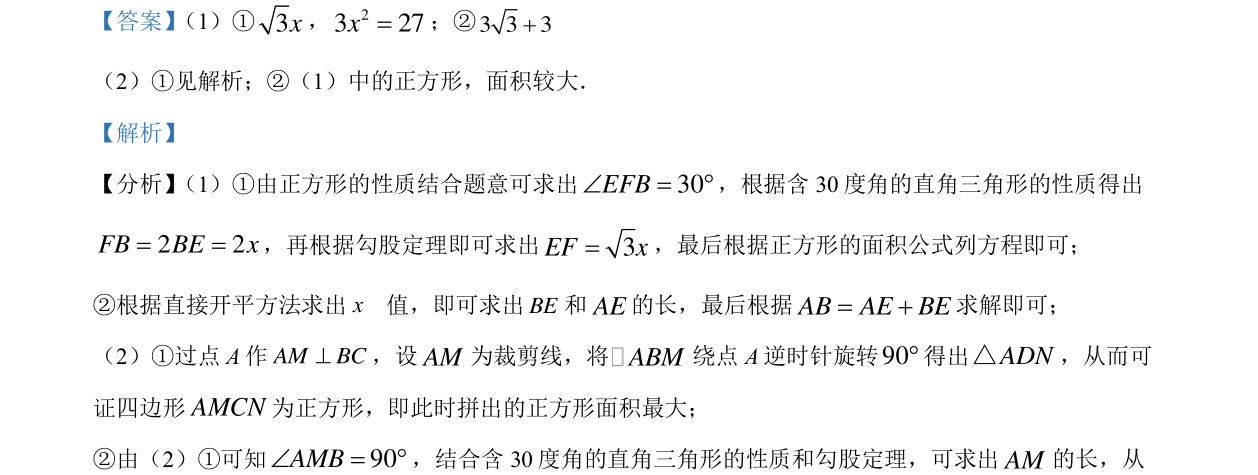 【答案】（1）①√3x，3x²=27；②3√3+3
（2）①见解析；②（1）中的正方形，面积较大．
【解析】
【分析】（1）①由正方形的性质结合题意可求出∠EFB=30°，根据含 30 度角的直角三角形的性质得出
FB=2BE=2x，再根据勾股定理即可求出EF=√3x，最后根据正方形的面积公式列方程即可；
②根据直接开平方法求出 x 值，即可求出 BE 和 AE 的长，最后根据 AB=AE+BE 求解即可；
（2）①过点 A 作 AM⊥BC，设 AM 为裁剪线，将□ABM 绕点 A 逆时针旋转90°得出△ADN，从而可
证四边形 AMCN 为正方形，即此时拼出的正方形面积最大；
②由（2）①可知∠AMB=90°，结合含 30 度角的直角三角形的性质和勾股定理，可求出 AM 的长，从